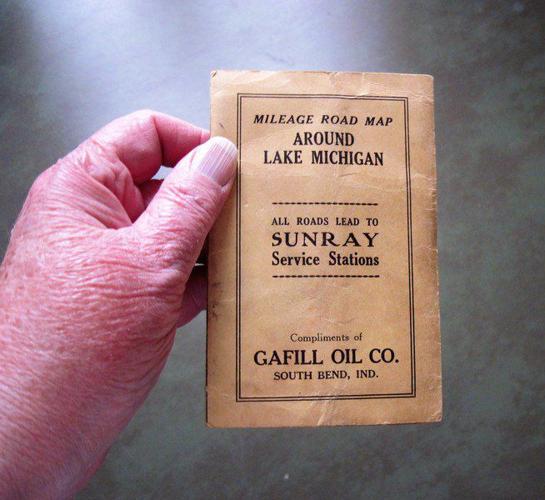 MILEAGE ROAD MAP
AROUND
LAKE MICHIGAN
ALL ROADS LEAD TO
SUNRAY
Service Stations
Compliments of
GAFILL OIL CO.
SOUTH BEND, IND.